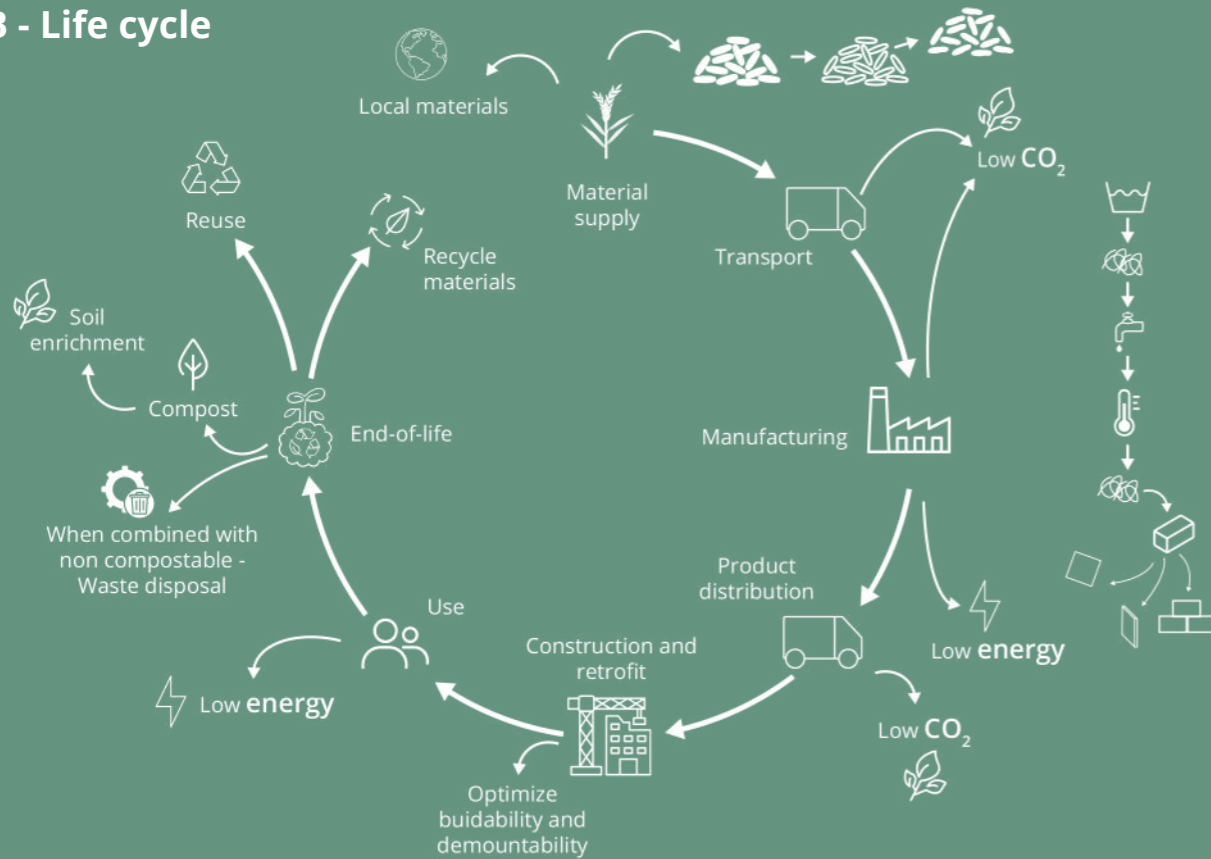 - Life cycle
Local materials
Material
supply
Low CO₂
Reuse
Recycle
materials
Transport
Soil
enrichment
Compost
End-of-life
Manufacturing
When combined with
non compostable -
Waste disposal
Product
distribution
Use
Construction and
retrofit
Low energy
Low energy
Low CO₂
Optimize
buidability and
demountability